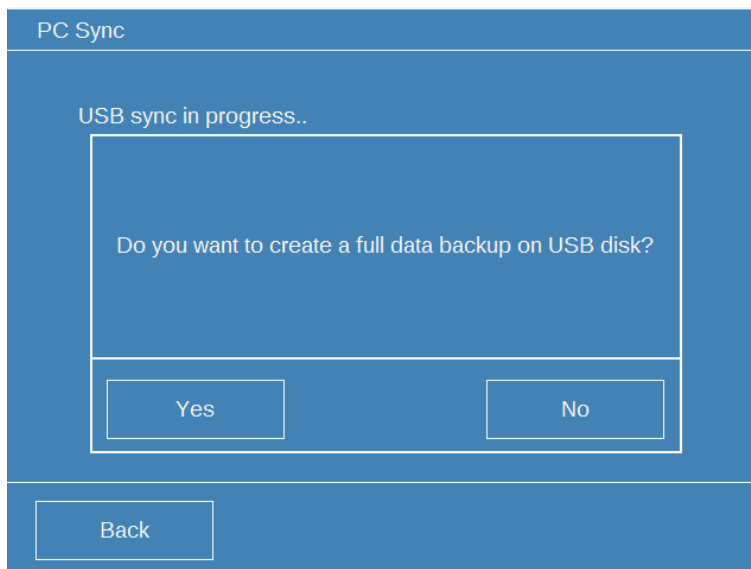 PC Sync
USB sync in progress..
Do you want to create a full data backup on USB disk?
Yes
No
Back